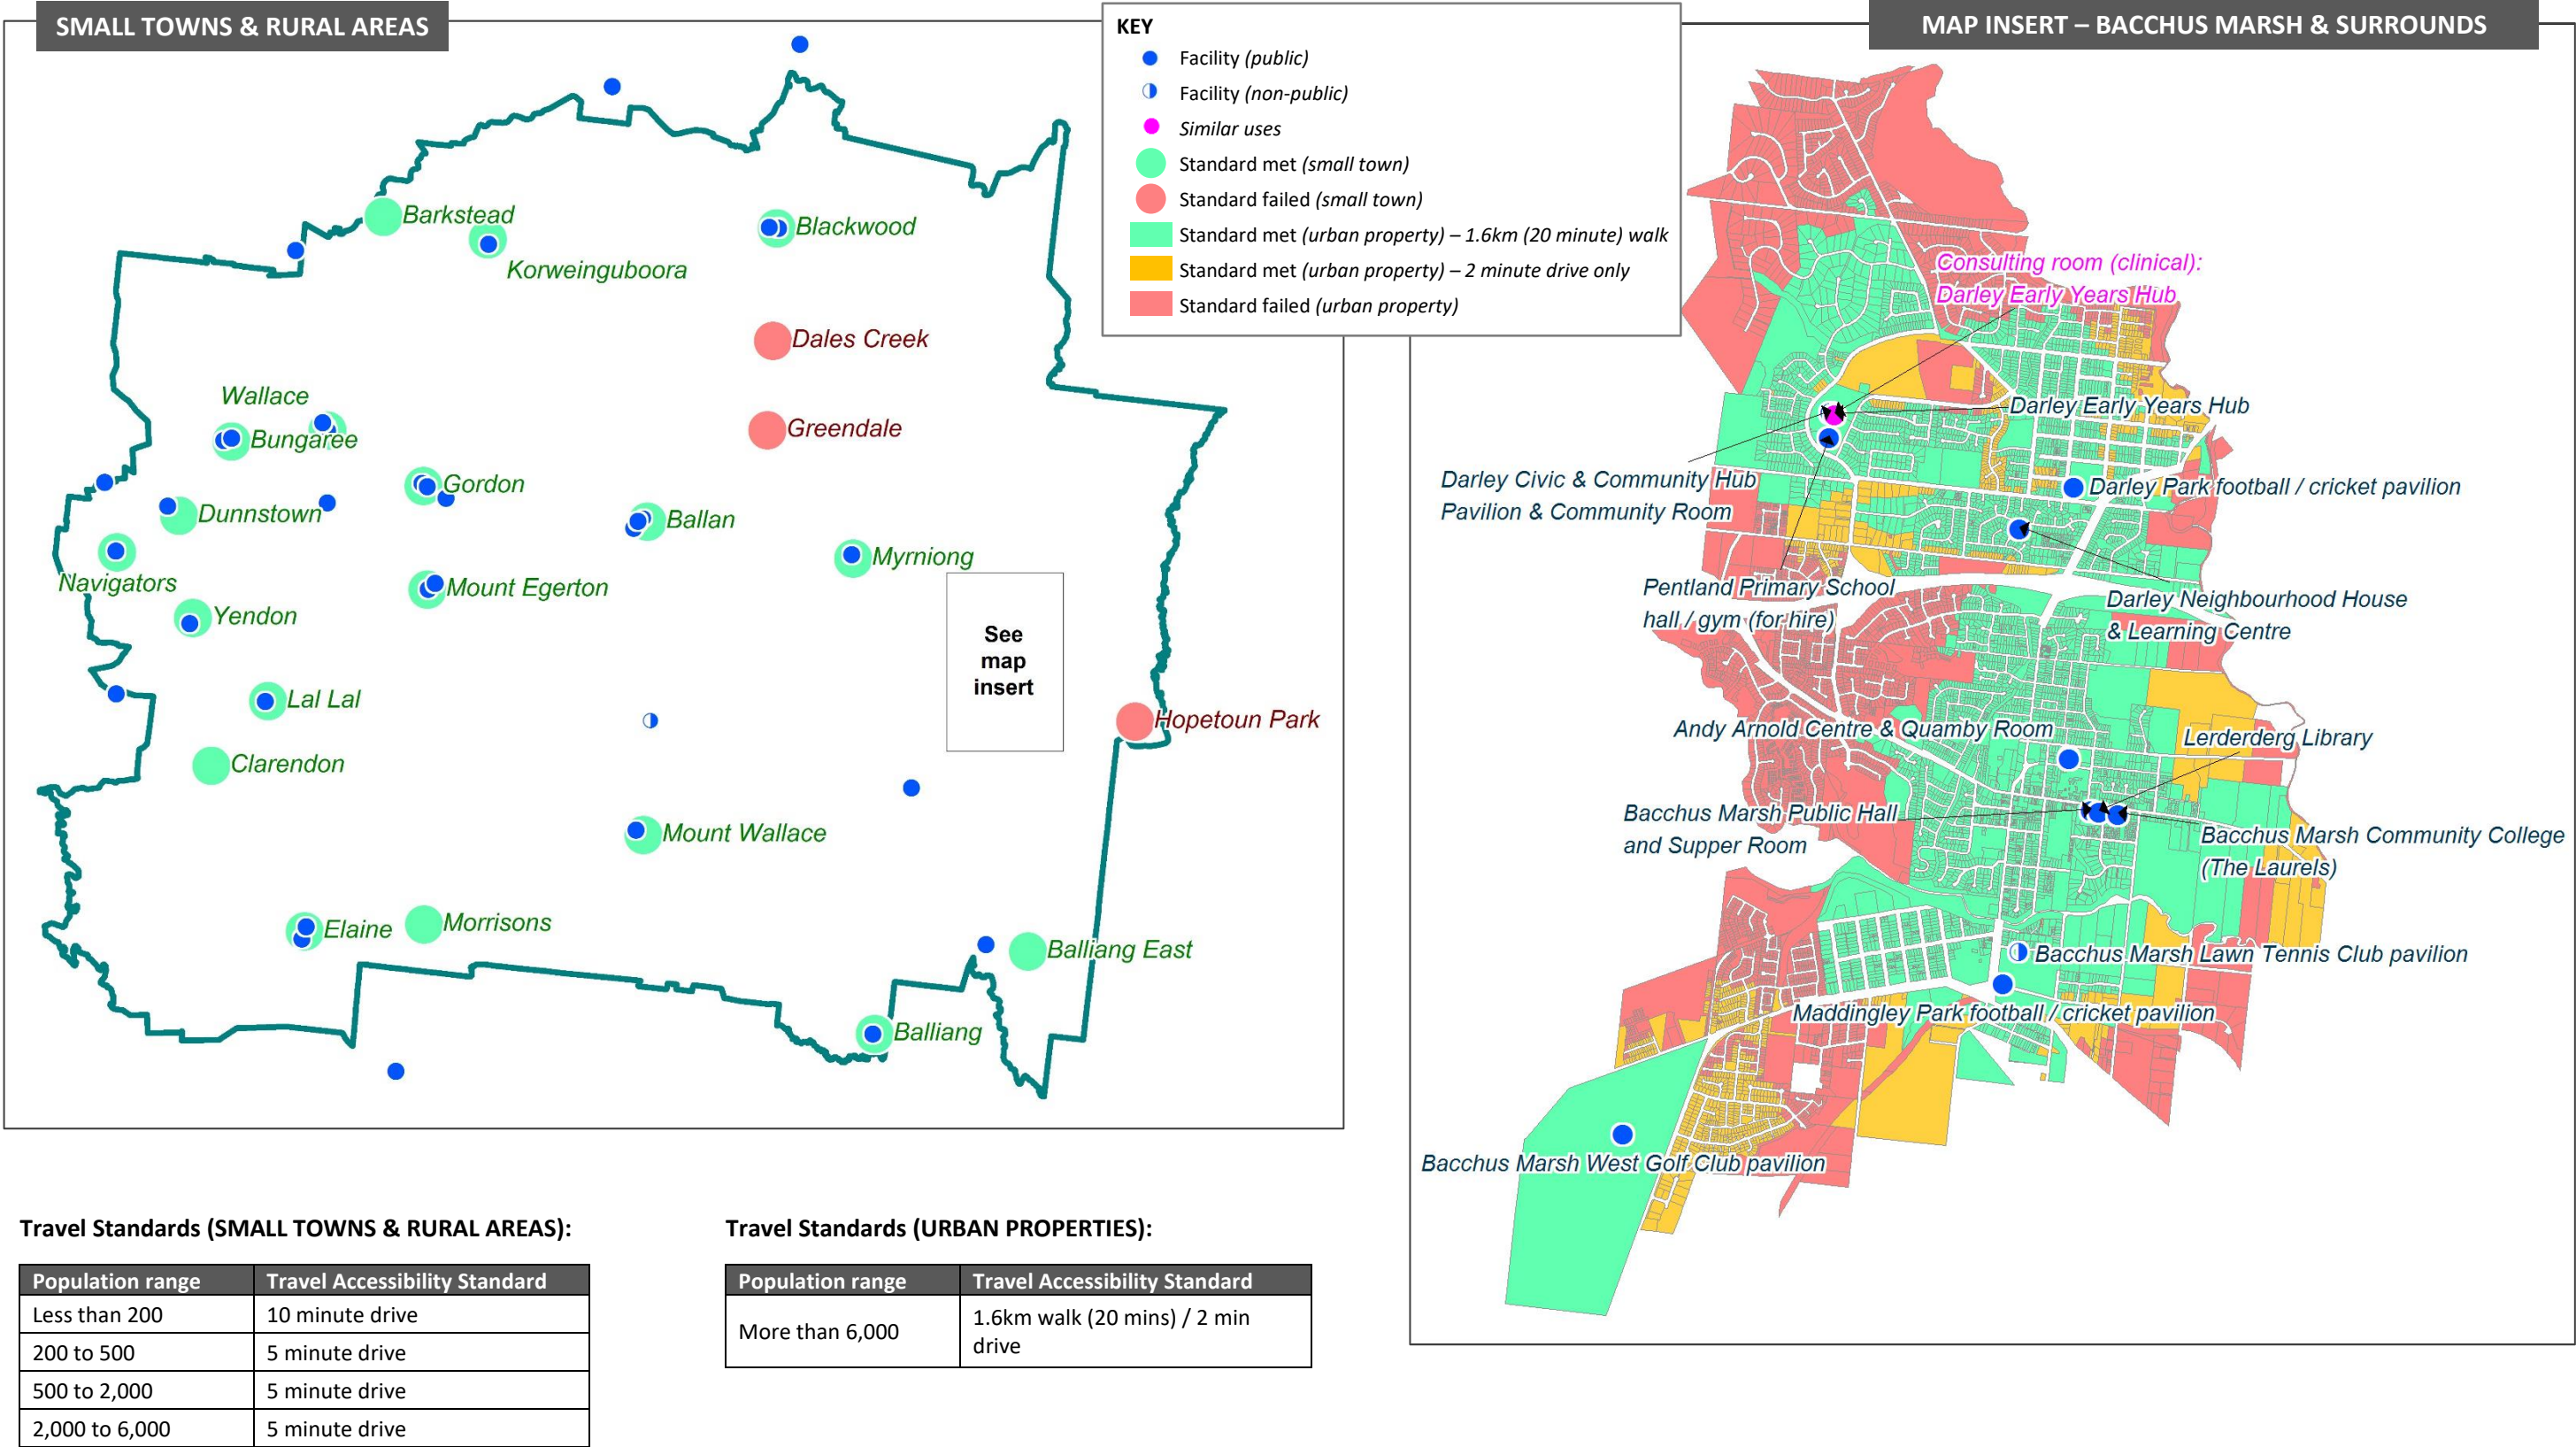 SMALL TOWNS & RURAL AREAS
KEY
Facility (public)
Facility (non-public)
Similar uses
Standard met (small town)
Standard failed (small town)
Standard met (urban property) – 1.6km (20 minute) walk
Standard met (urban property) – 2 minute drive only
Standard failed (urban property)
MAP INSERT – BACCHUS MARSH & SURROUNDS
Barkstead
Blackwood
Korweinguboora
Dales Creek
Wallace
Greendale
Bungaree
Gordon
Dunnstown
Ballan
Myrniong
Navigators
Mount Egerton
Yendon
See
map
insert
Lal Lal
Hopetoun Park
Clarendon
Mount Wallace
Elaine
Morrisons
Balliang East
Balliang
Consulting room (clinical):
Darley Early Years Hub
Darley Early Years Hub
Darley Civic & Community Hub
Pavilion & Community Room
Darley Park football / cricket pavilion
Pentland Primary School
hall / gym (for hire)
Darley Neighbourhood House
& Learning Centre
Andy Arnold Centre & Quamby Room
Lerderderg Library
Bacchus Marsh Public Hall
and Supper Room
Bacchus Marsh Community College
(The Laurels)
Bacchus Marsh Lawn Tennis Club pavilion
Maddingley Park football / cricket pavilion
Bacchus Marsh West Golf Club pavilion
Travel Standards (SMALL TOWNS & RURAL AREAS):
Population range Travel Accessibility Standard
Less than 200 10 minute drive
200 to 500 5 minute drive
500 to 2,000 5 minute drive
2,000 to 6,000 5 minute drive
Travel Standards (URBAN PROPERTIES):
Population range Travel Accessibility Standard
More than 6,000 1.6km walk (20 mins) / 2 min
drive